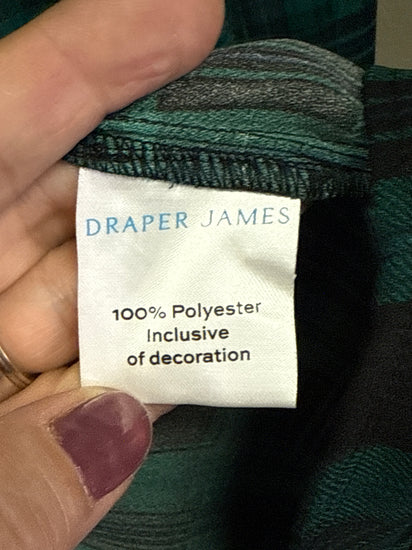 DRAPER JAMES
100% Polyester
Inclusive
of decoration